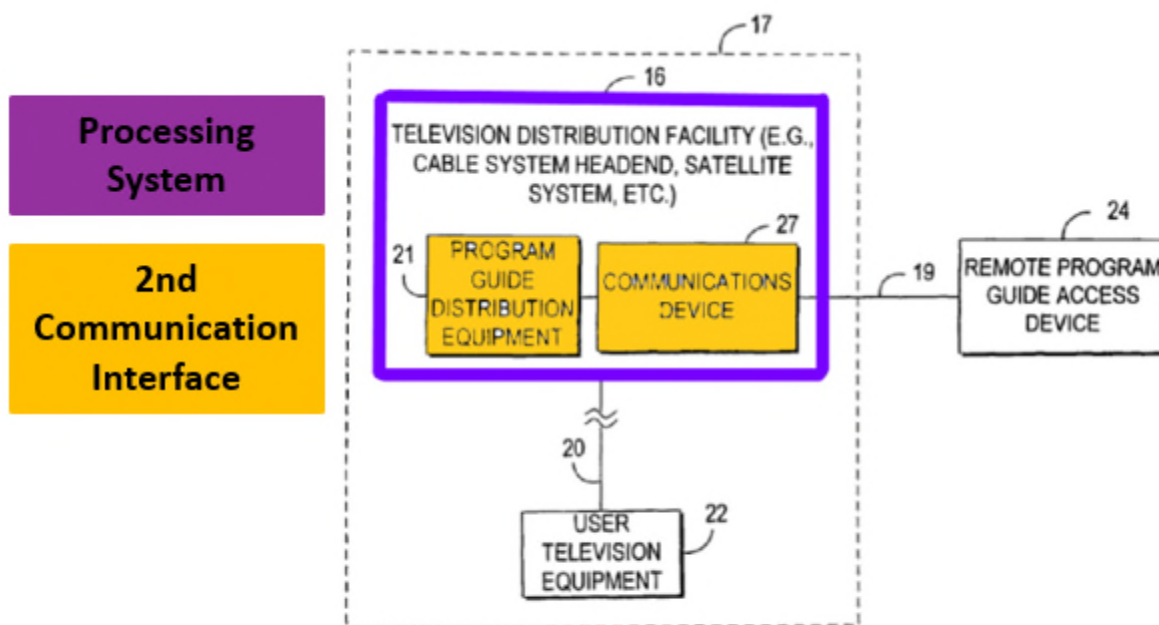 Processing
System
2nd
Communication
Interface
17
16
TELEVISION DISTRIBUTION FACILITY (E.G.,
CABLE SYSTEM HEADEND, SATELLITE
SYSTEM, ETC.)
27
21
PROGRAM
GUIDE
DISTRIBUTION
EQUIPMENT
COMMUNICATIONS
DEVICE
19
24
REMOTE PROGRAM
GUIDE ACCESS
DEVICE
20
USER
TELEVISION
EQUIPMENT
22